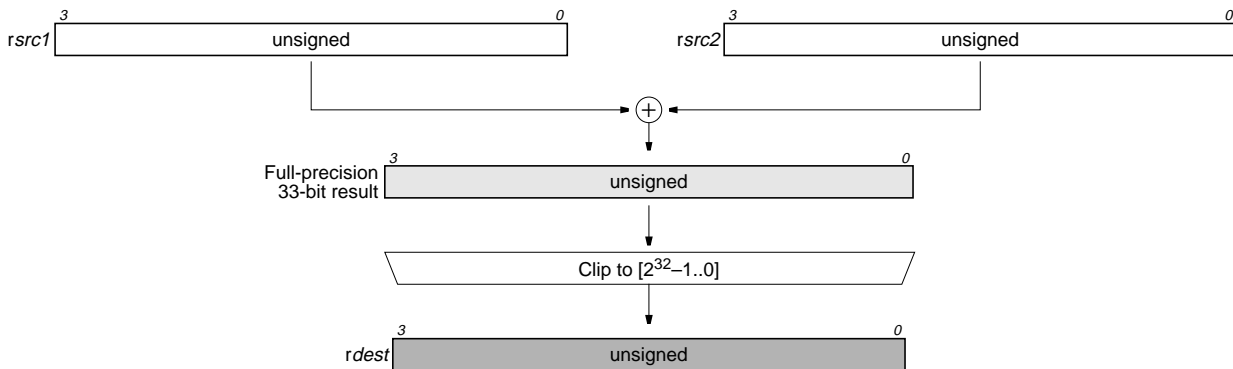 3 0 3 0
rsrc1 unsigned rsrc2 unsigned
+
3 0
Full-precision
33-bit result
unsigned
Clip to [2³²–1..0]
3 0
rdest unsigned